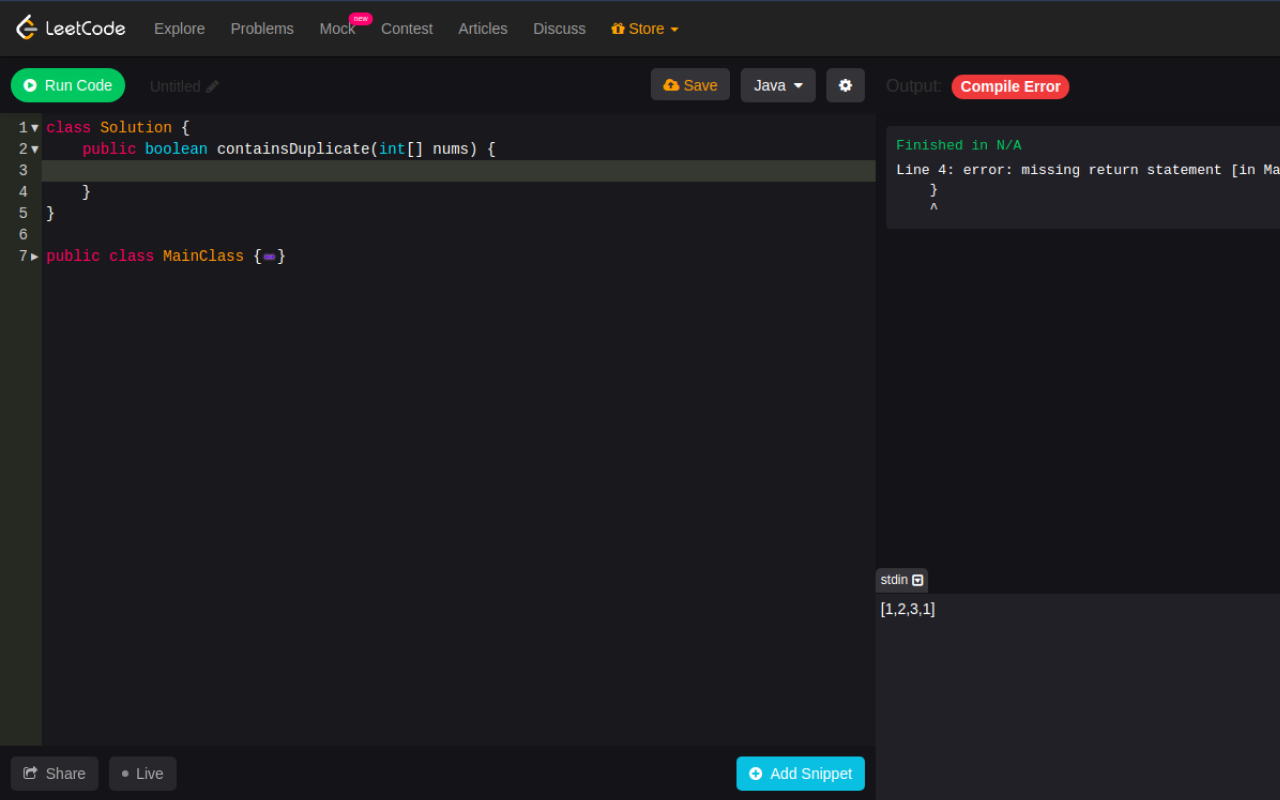 LeetCode Explore Problems Mock new Contest Articles Discuss Store
Run Code Untitled Save Java Output: Compile Error
1 class Solution {
2 public boolean containsDuplicate(int[] nums) {
3
4 }
5 }
6
7 public class MainClass {↔}
Finished in N/A
Line 4: error: missing return statement [in Ma
}
^
stdin
[1,2,3,1]
Share Live Add Snippet